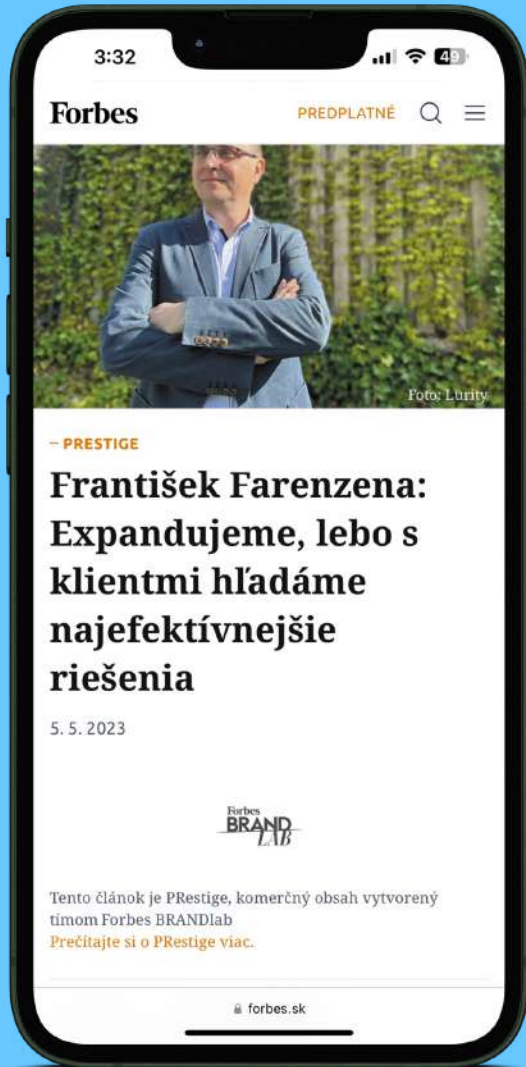 3:32
49
Forbes
PREDPLATNÉ
Foto: Lurity
– PRESTIGE
František Farenzena:
Expandujeme, lebo s
klientmi hľadáme
najefektívnejšie
riešenia
5. 5. 2023
Forbes
BRAND
LAB
Tento článok je PRestige, komerčný obsah vytvorený
tímom Forbes BRANDlab
Prečítajte si o PRestige viac.
forbes.sk